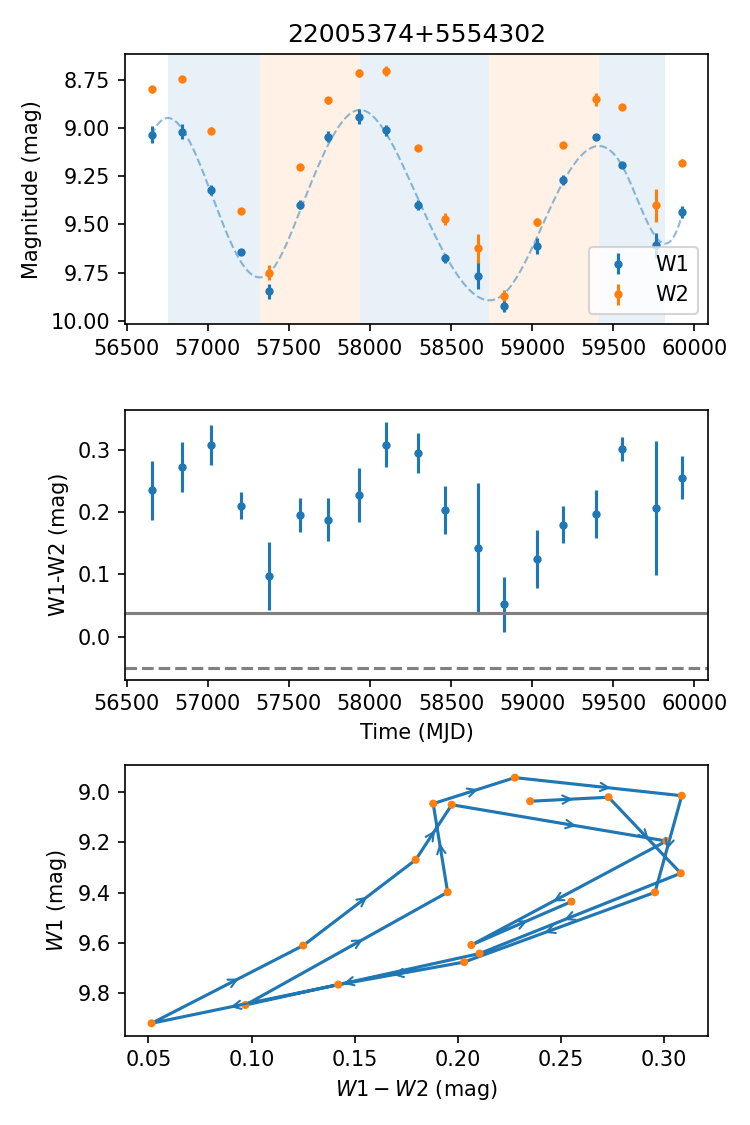 22005374+5554302
8.75
9.00
9.25
9.50
9.75
10.00
Magnitude (mag)
W1
W2
56500 57000 57500 58000 58500 59000 59500 60000
0.3
0.2
0.1
0.0
W1-W2 (mag)
56500 57000 57500 58000 58500 59000 59500 60000
Time (MJD)
9.0
9.2
9.4
9.6
9.8
W1 (mag)
0.05 0.10 0.15 0.20 0.25 0.30
W1 − W2 (mag)